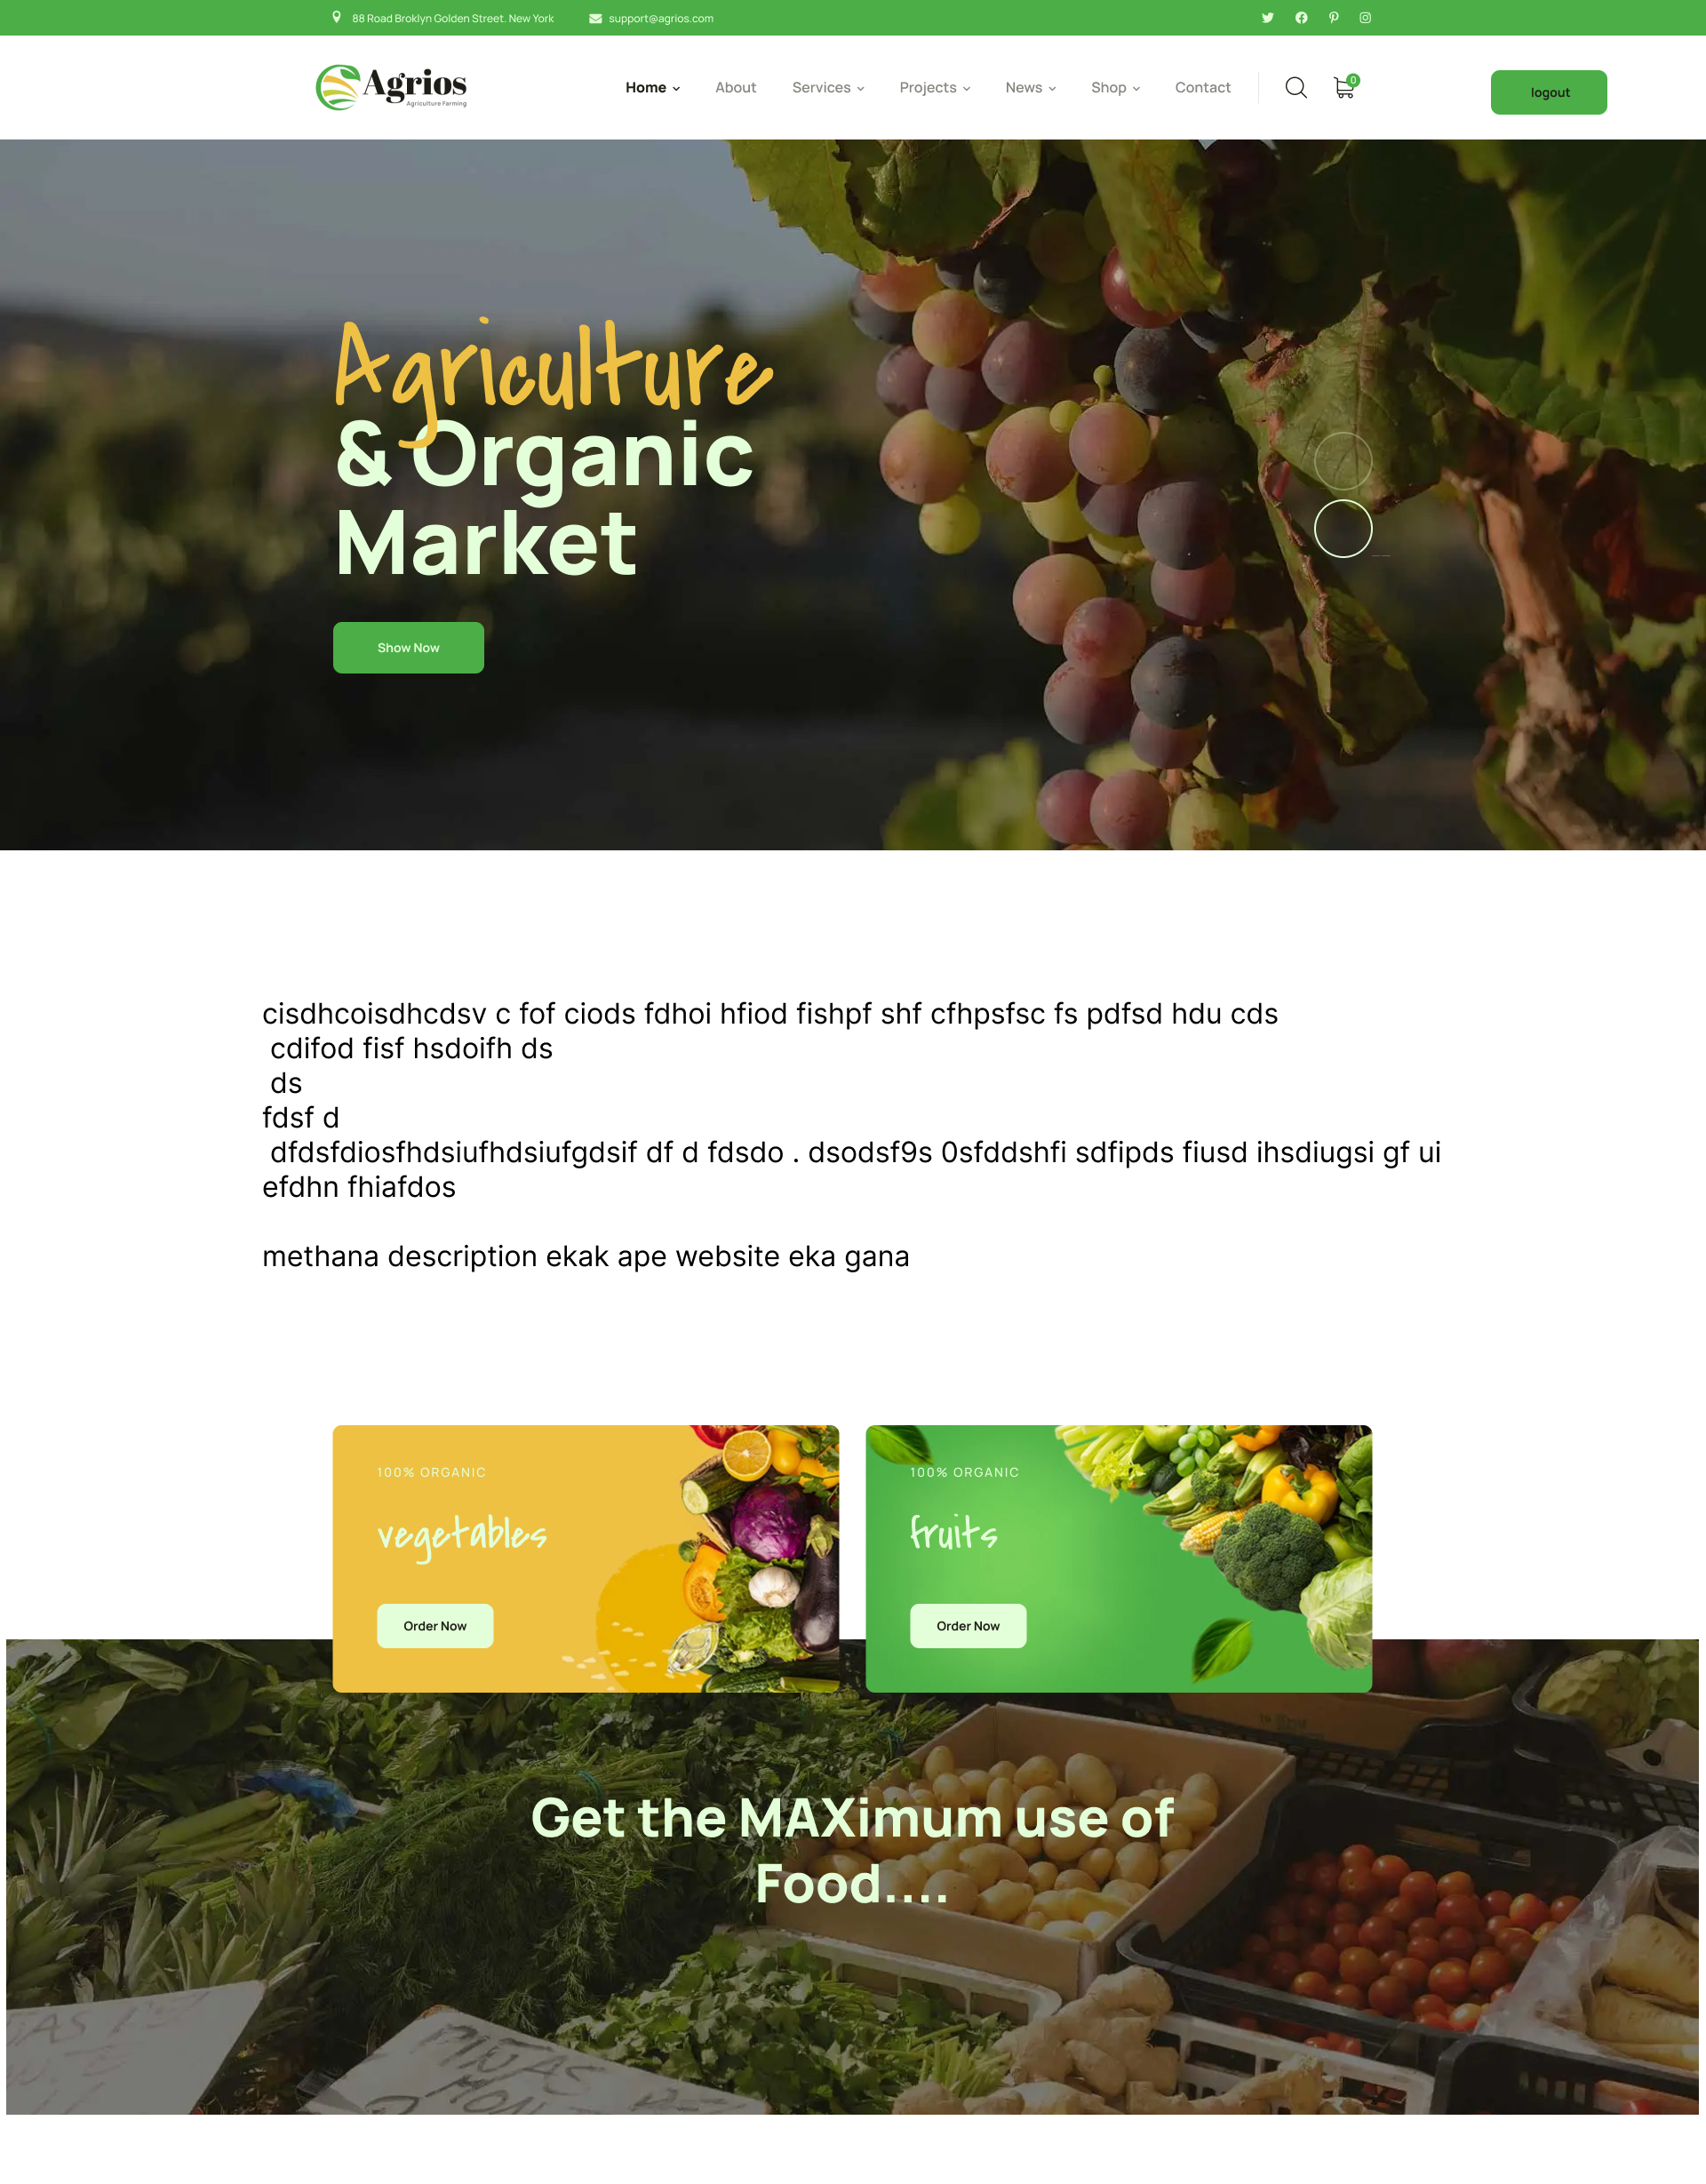 88 Road Broklyn Golden Street. New York support@agrios.com
Agrios
Agriculture Farming
Home About Services Projects News Shop Contact 0 logout
Agriculture
& Organic
Market
Show Now
cisdhcoisdhcdsv c fof ciods fdhoi hfiod fishpf shf cfhpsfsc fs pdfsd hdu cds
cdifod fisf hsdoifh ds
ds
fdsf d
dfdsfdiosfhdsiufhdsiufgdsif df d fdsdo . dsodsf9s 0sfddshfi sdfipds fiusd ihsdiugsi gf ui
efdhn fhiafdos
methana description ekak ape website eka gana
100% ORGANIC
vegetables
Order Now
100% ORGANIC
fruits
Order Now
Get the MAXimum use of
Food....